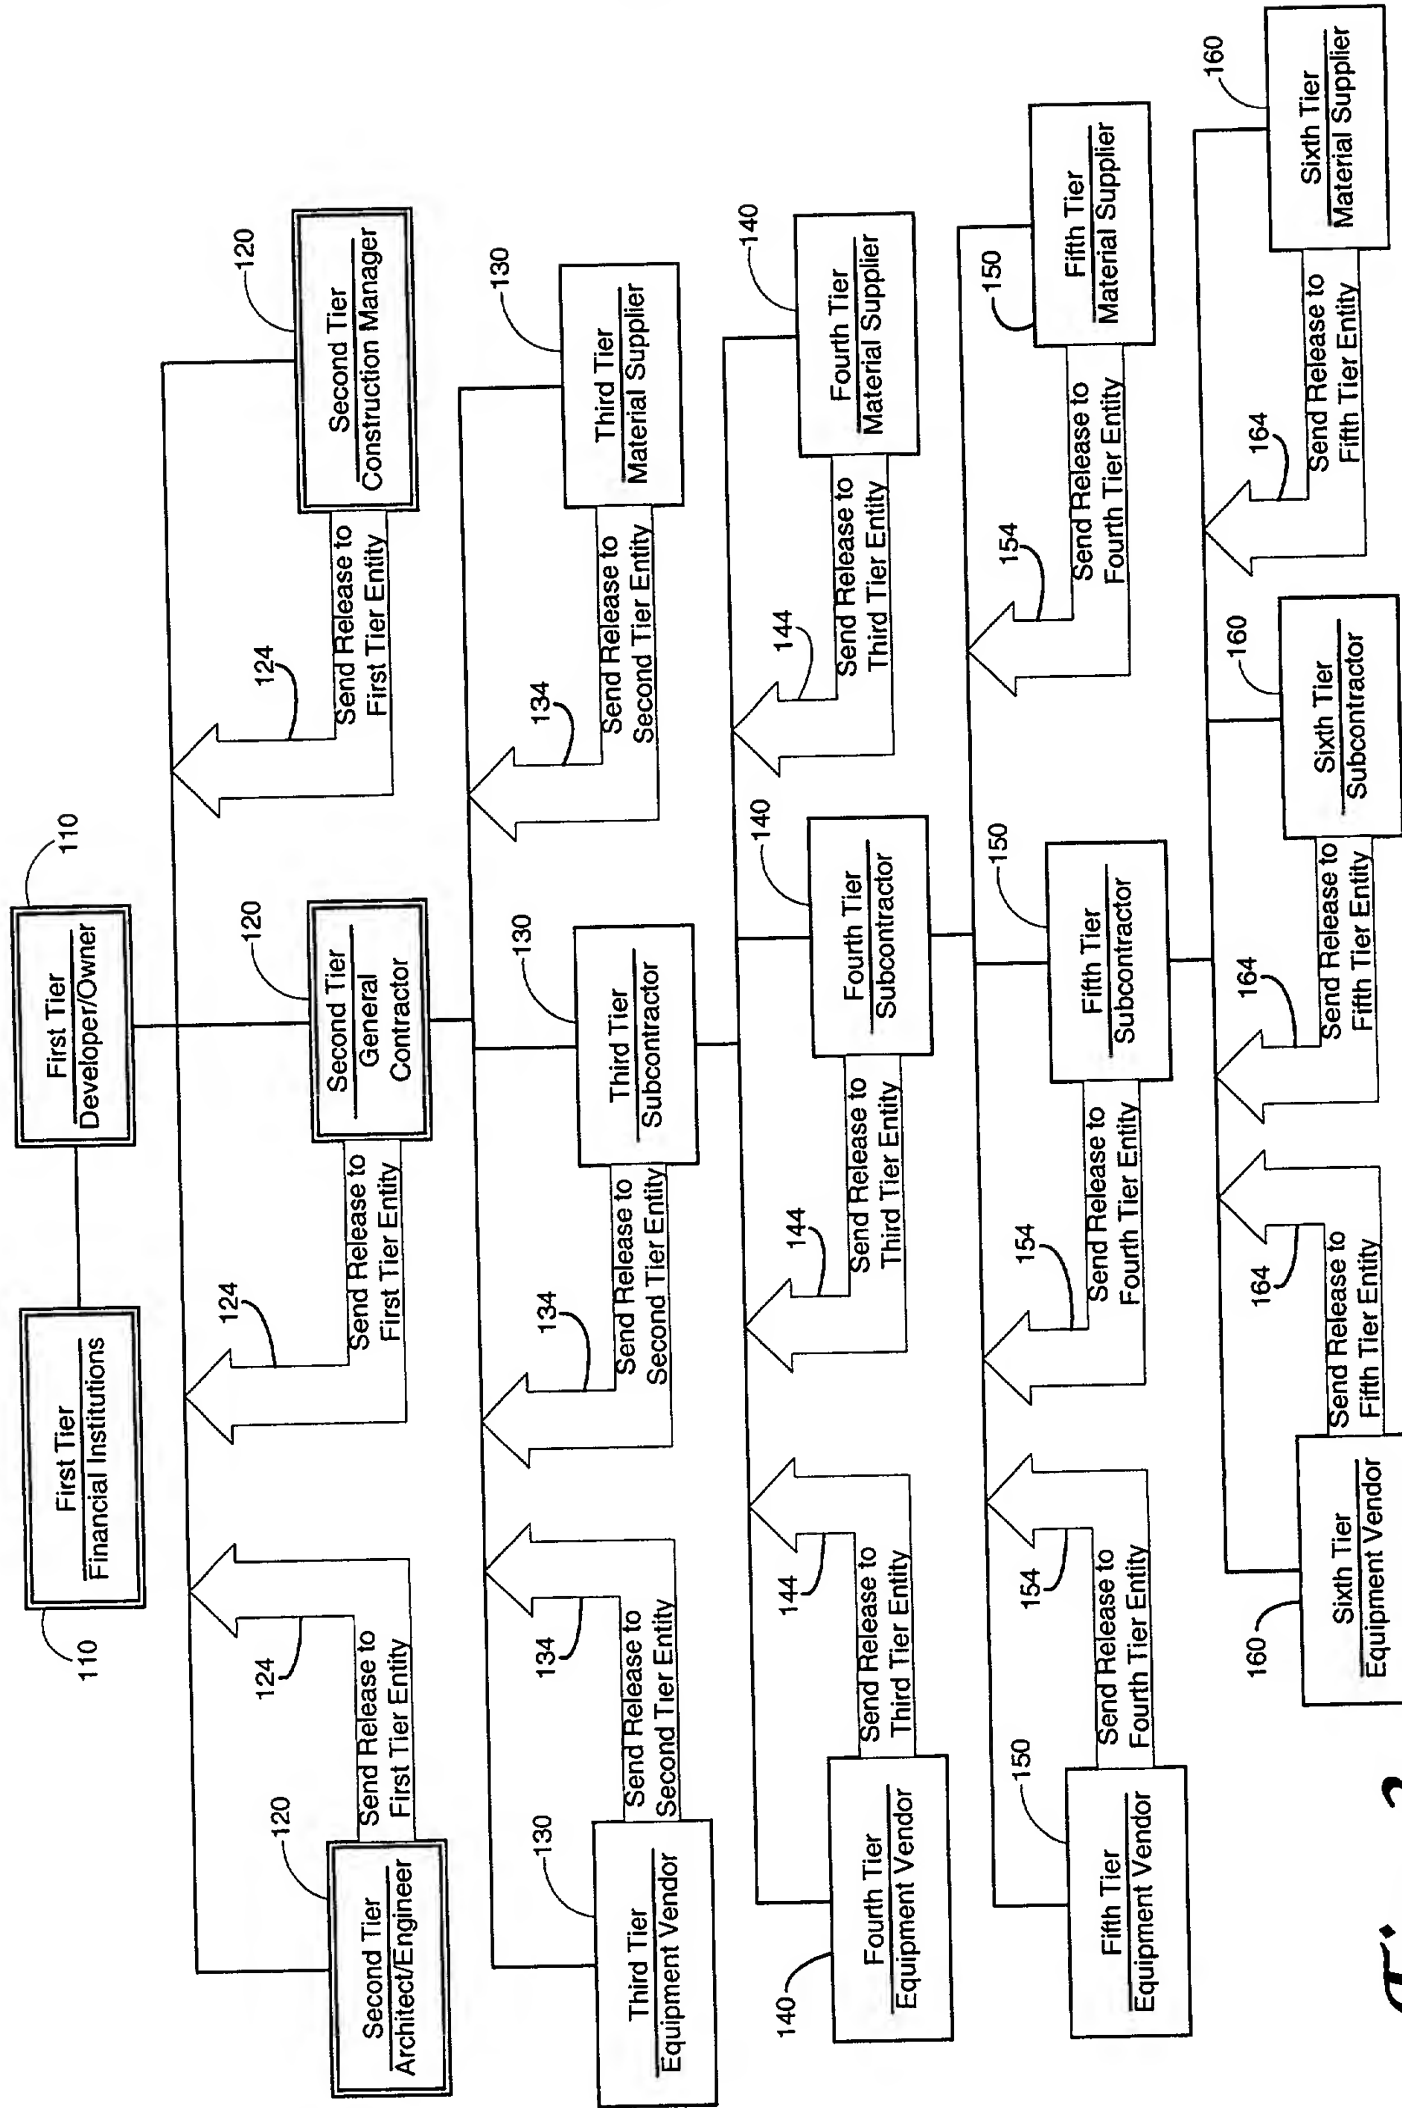 110
First Tier
Financial Institutions
110
First Tier
Developer/Owner
120
Second Tier
Architect/Engineer
124
Send Release to
First Tier Entity
120
Second Tier
General
Contractor
124
Send Release to
First Tier Entity
120
Second Tier
Construction Manager
124
Send Release to
First Tier Entity
130
Third Tier
Equipment Vendor
134
Send Release to
Second Tier Entity
130
Third Tier
Subcontractor
134
Send Release to
Second Tier Entity
130
Third Tier
Material Supplier
134
Send Release to
Second Tier Entity
140
Fourth Tier
Equipment Vendor
144
Send Release to
Third Tier Entity
140
Fourth Tier
Subcontractor
144
Send Release to
Third Tier Entity
140
Fourth Tier
Material Supplier
144
Send Release to
Third Tier Entity
150
Fifth Tier
Equipment Vendor
154
Send Release to
Fourth Tier Entity
150
Fifth Tier
Subcontractor
154
Send Release to
Fourth Tier Entity
150
Fifth Tier
Material Supplier
154
Send Release to
Fourth Tier Entity
160
Sixth Tier
Equipment Vendor
164
Send Release to
Fifth Tier Entity
160
Sixth Tier
Subcontractor
164
Send Release to
Fifth Tier Entity
160
Sixth Tier
Material Supplier
164
Send Release to
Fifth Tier Entity